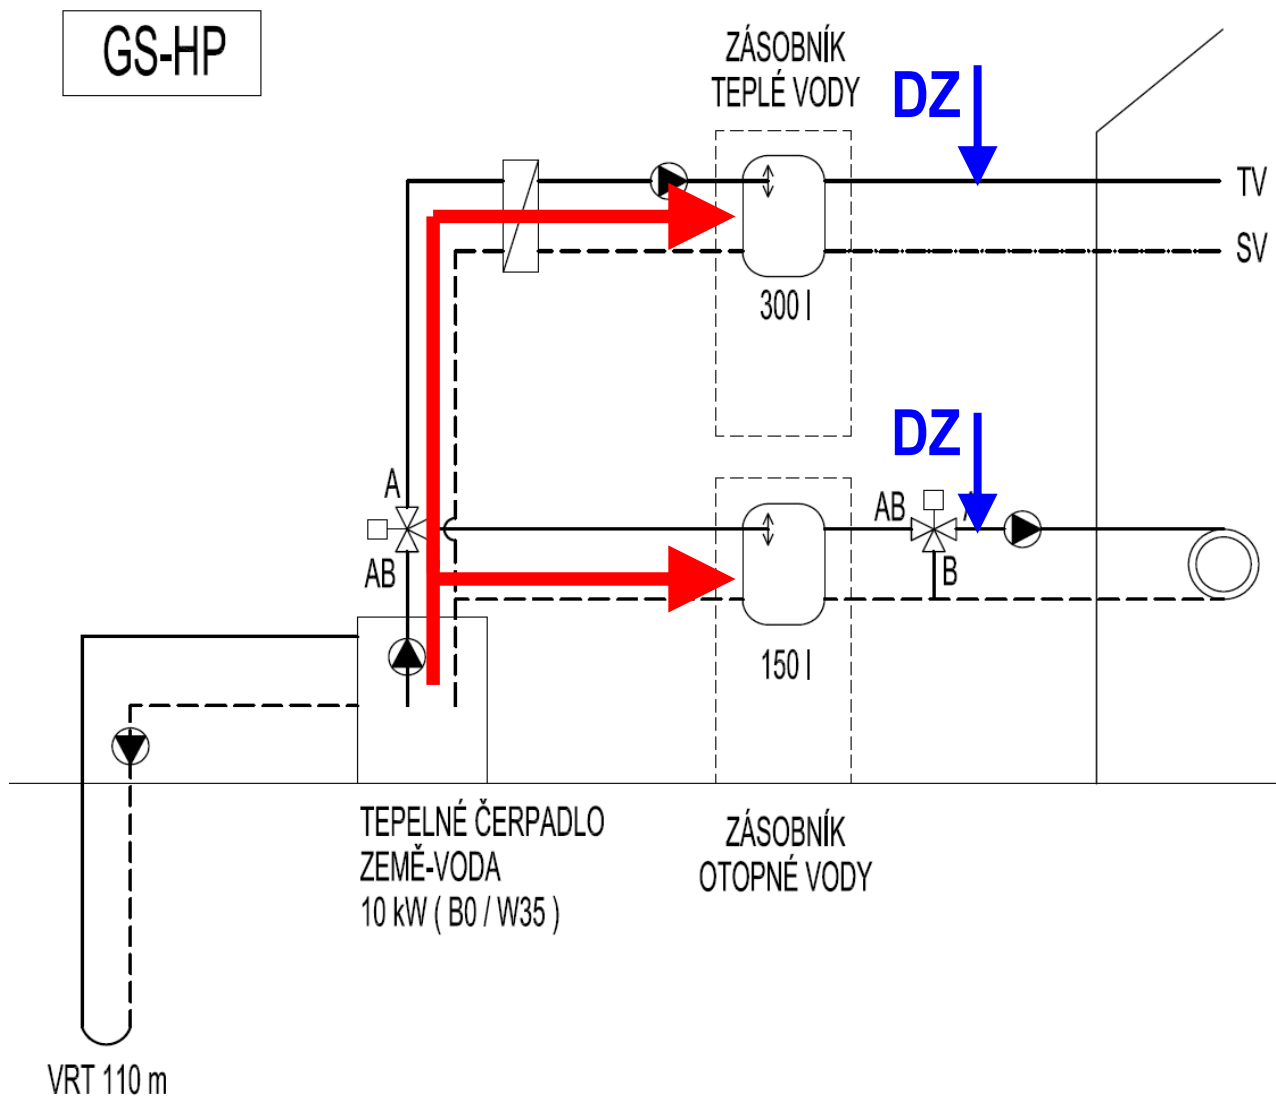 GS-HP
ZÁSOBNÍK
TEPLÉ VODY
DZ
TV
SV
300 l
DZ
A
AB
A
AB
B
150 l
TEPELNÉ ČERPADLO
ZEMĚ-VODA
10 kW ( B0 / W35 )
ZÁSOBNÍK
OTOPNÉ VODY
VRT 110 m